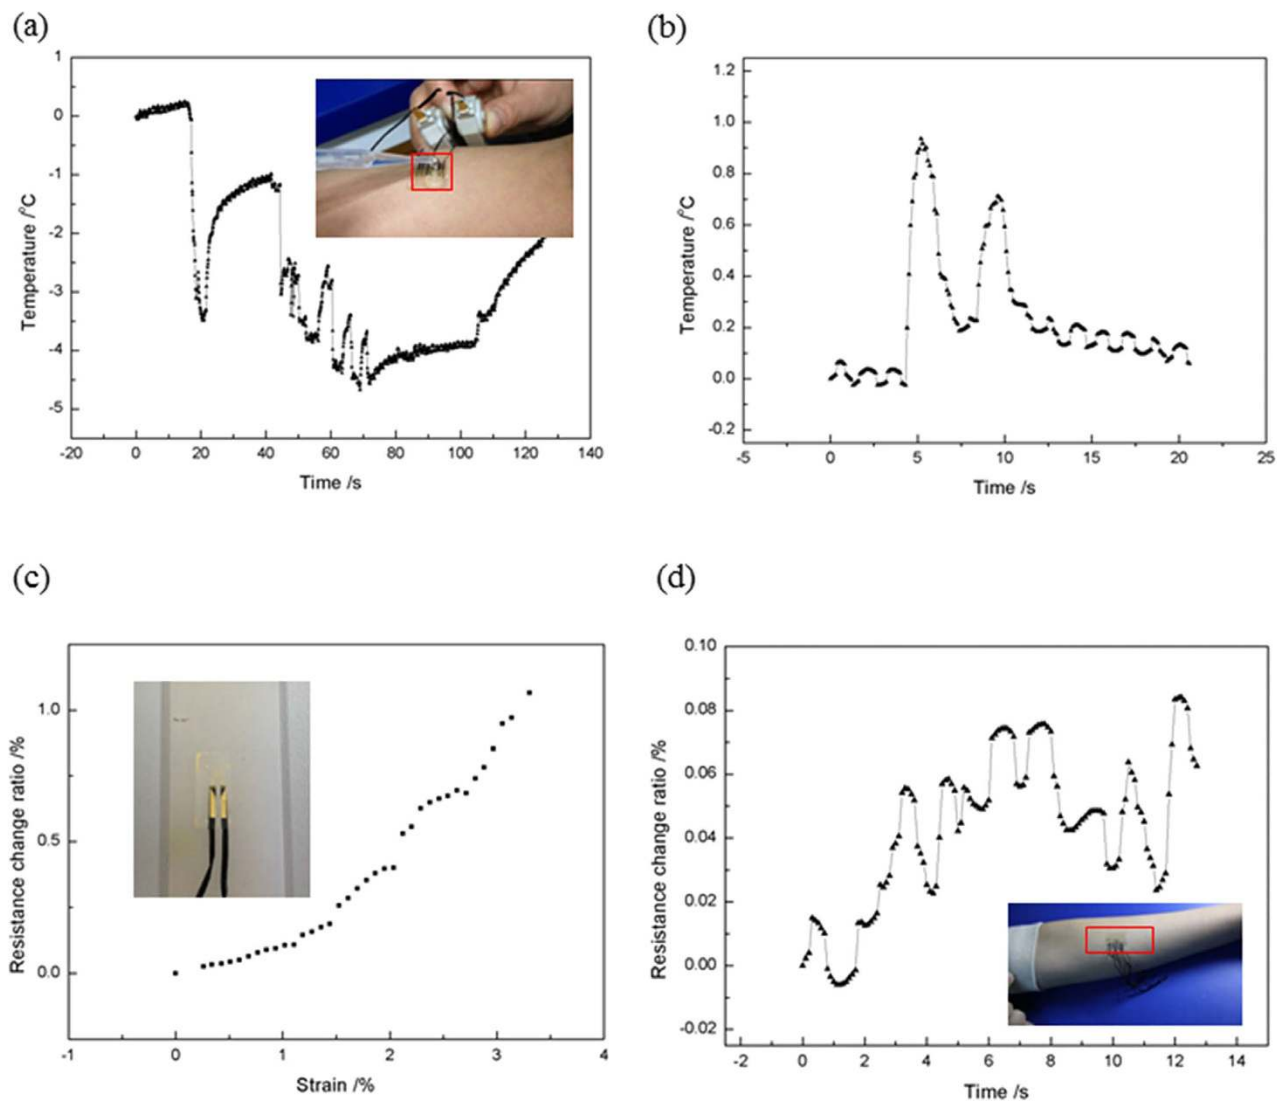 (a)
1
0
-1
-2
-3
-4
-5
Temperature /°C
-20 0 20 40 60 80 100 120 140
Time /s
(b)
1.2
1.0
0.8
0.6
0.4
0.2
0.0
-0.2
Temperature /°C
-5 0 5 10 15 20 25
Time /s
(c)
1.0
0.5
0.0
Resistance change ratio /%
-1 0 1 2 3 4
Strain /%
(d)
0.10
0.08
0.06
0.04
0.02
0.00
-0.02
Resistance change ratio /%
-2 0 2 4 6 8 10 12 14
Time /s